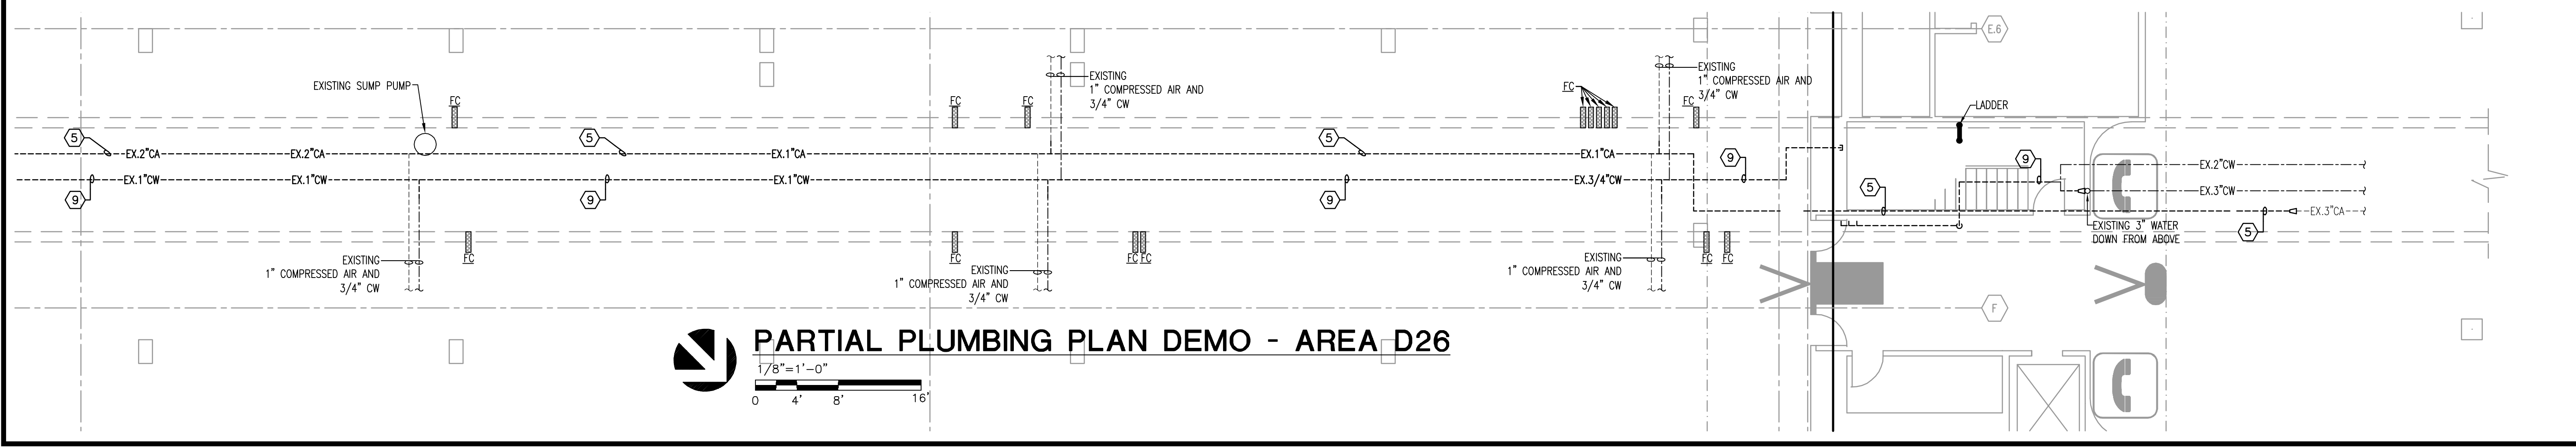 E.6
EXISTING SUMP PUMP
FC
FC
FC
EXISTING
1" COMPRESSED AIR AND
3/4" CW
FC
FC
EXISTING
1" COMPRESSED AIR AND
3/4" CW
LADDER
5
5
5
EX.2"CA
EX.2"CA
EX.1"CA
EX.1"CA
9
9
EX.2"CW
EX.1"CW
EX.1"CW
EX.1"CW
EX.3/4"CW
5
EX.3"CW
9
9
9
EX.3"CA
EXISTING 3" WATER
DOWN FROM ABOVE
5
FC
FC
FC
FC
FC
FC
EXISTING
1" COMPRESSED AIR AND
3/4" CW
EXISTING
1" COMPRESSED AIR AND
3/4" CW
EXISTING
1" COMPRESSED AIR AND
3/4" CW
F
PARTIAL PLUMBING PLAN DEMO - AREA D26
1/8"=1'-0"
0 4' 8' 16'